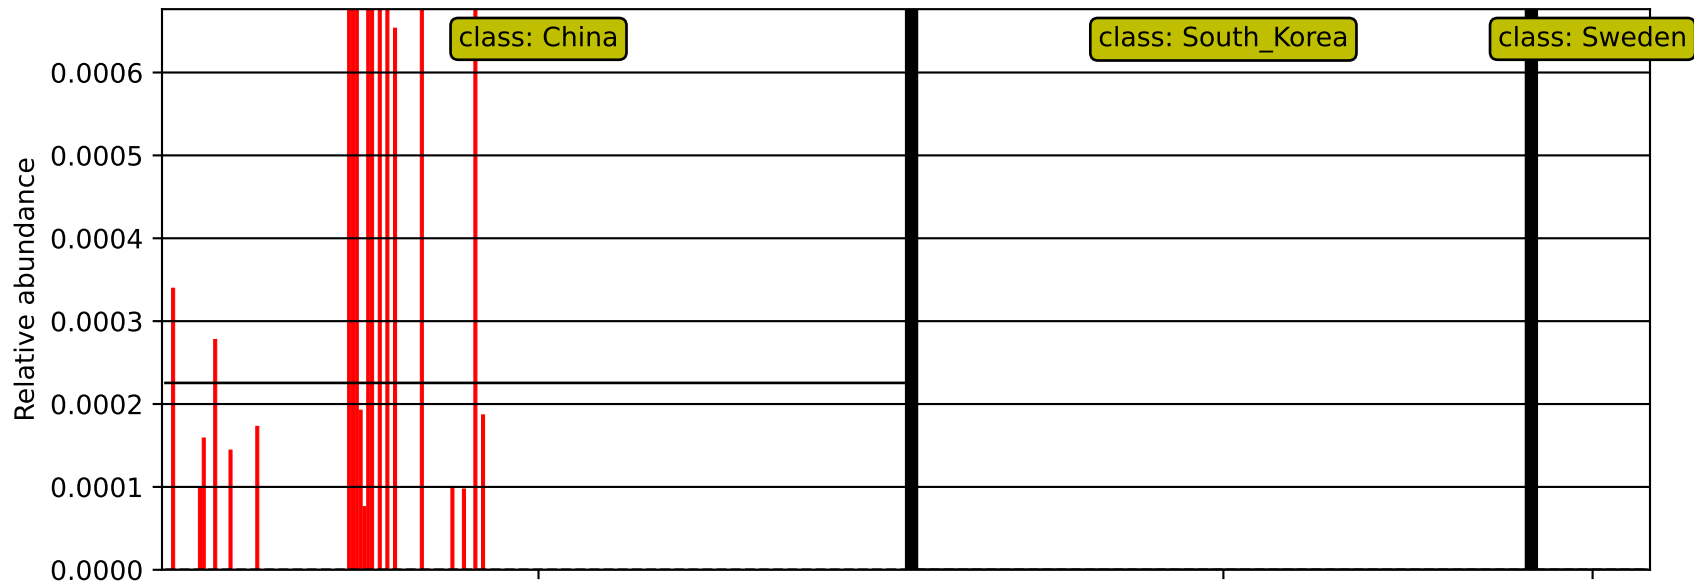 class: China
class: South_Korea
class: Sweden
0.0006
0.0005
0.0004
0.0003
0.0002
0.0001
0.0000
Relative abundance